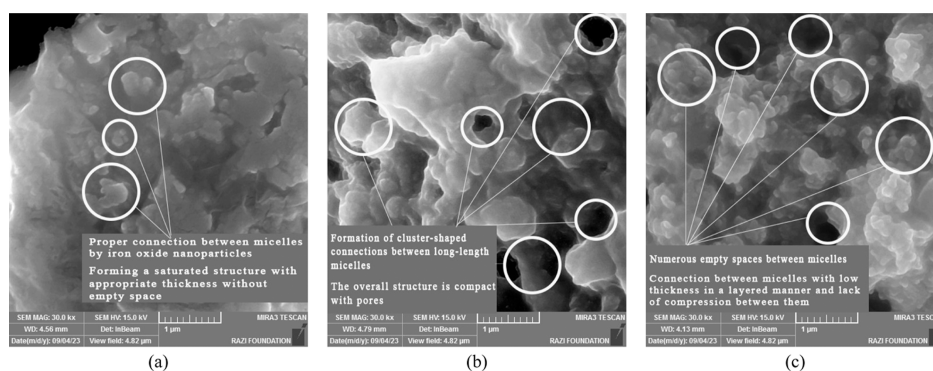 Proper connection between micelles
by iron oxide nanoparticles
Forming a saturated structure with
appropriate thickness without
empty space
SEM MAG: 30.0 kx
SEM HV: 15.0 kV
MIRA3 TESCAN
WD: 4.56 mm
Det: InBeam
1 µm
Date(m/d/y): 09/04/23
View field: 4.82 µm
RAZI FOUNDATION
(a)
Formation of cluster-shaped
connections between long-length
micelles
The overall structure is compact
with pores
SEM MAG: 30.0 kx
SEM HV: 15.0 kV
MIRA3 TESCAN
WD: 4.79 mm
Det: InBeam
1 µm
Date(m/d/y): 09/04/23
View field: 4.82 µm
RAZI FOUNDATION
(b)
Numerous empty spaces between micelles
Connection between micelles with low
thickness in a layered manner and lack
of compression between them
SEM MAG: 30.0 kx
SEM HV: 15.0 kV
MIRA3 TESCAN
WD: 4.13 mm
Det: InBeam
1 µm
Date(m/d/y): 09/04/23
View field: 4.82 µm
RAZI FOUNDATION
(c)